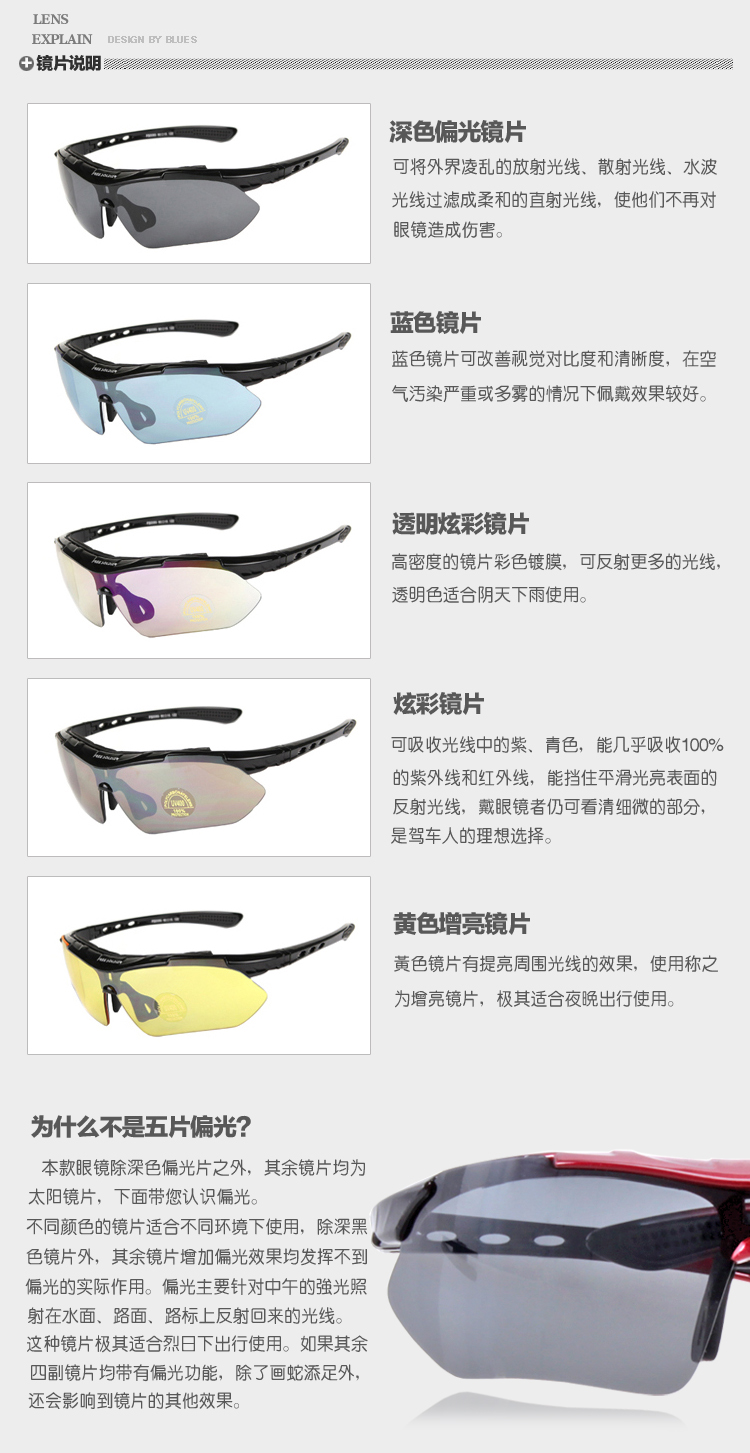 LENS
EXPLAIN DESIGN BY BLUES
镜片说明
深色偏光镜片
可将外界凌乱的放射光线、散射光线、水波
光线过滤成柔和的直射光线，使他们不再对
眼镜造成伤害。
蓝色镜片
蓝色镜片可改善视觉对比度和清晰度，在空
气污染严重或多雾的情况下佩戴效果较好。
透明炫彩镜片
高密度的镜片彩色镀膜，可反射更多的光线，
透明色适合阴天下雨使用。
炫彩镜片
可吸收光线中的紫、青色，能几乎吸收100%
的紫外线和红外线，能挡住平滑光亮表面的
反射光线，戴眼镜者仍可看清细微的部分，
是驾车人的理想选择。
UV400
黄色增亮镜片
黃色镜片有提亮周围光线的效果，使用称之
为增亮镜片，极其适合夜晚出行使用。
为什么不是五片偏光？
本款眼镜除深色偏光片之外，其余镜片均为
太阳镜片，下面带您认识偏光。
不同颜色的镜片适合不同环境下使用，除深黑
色镜片外，其余镜片增加偏光效果均发挥不到
偏光的实际作用。偏光主要针对中午的強光照
射在水面、路面、路标上反射回来的光线。
这种镜片极其适合烈日下出行使用。如果其余
四副镜片均带有偏光功能，除了画蛇添足外，
还会影响到镜片的其他效果。